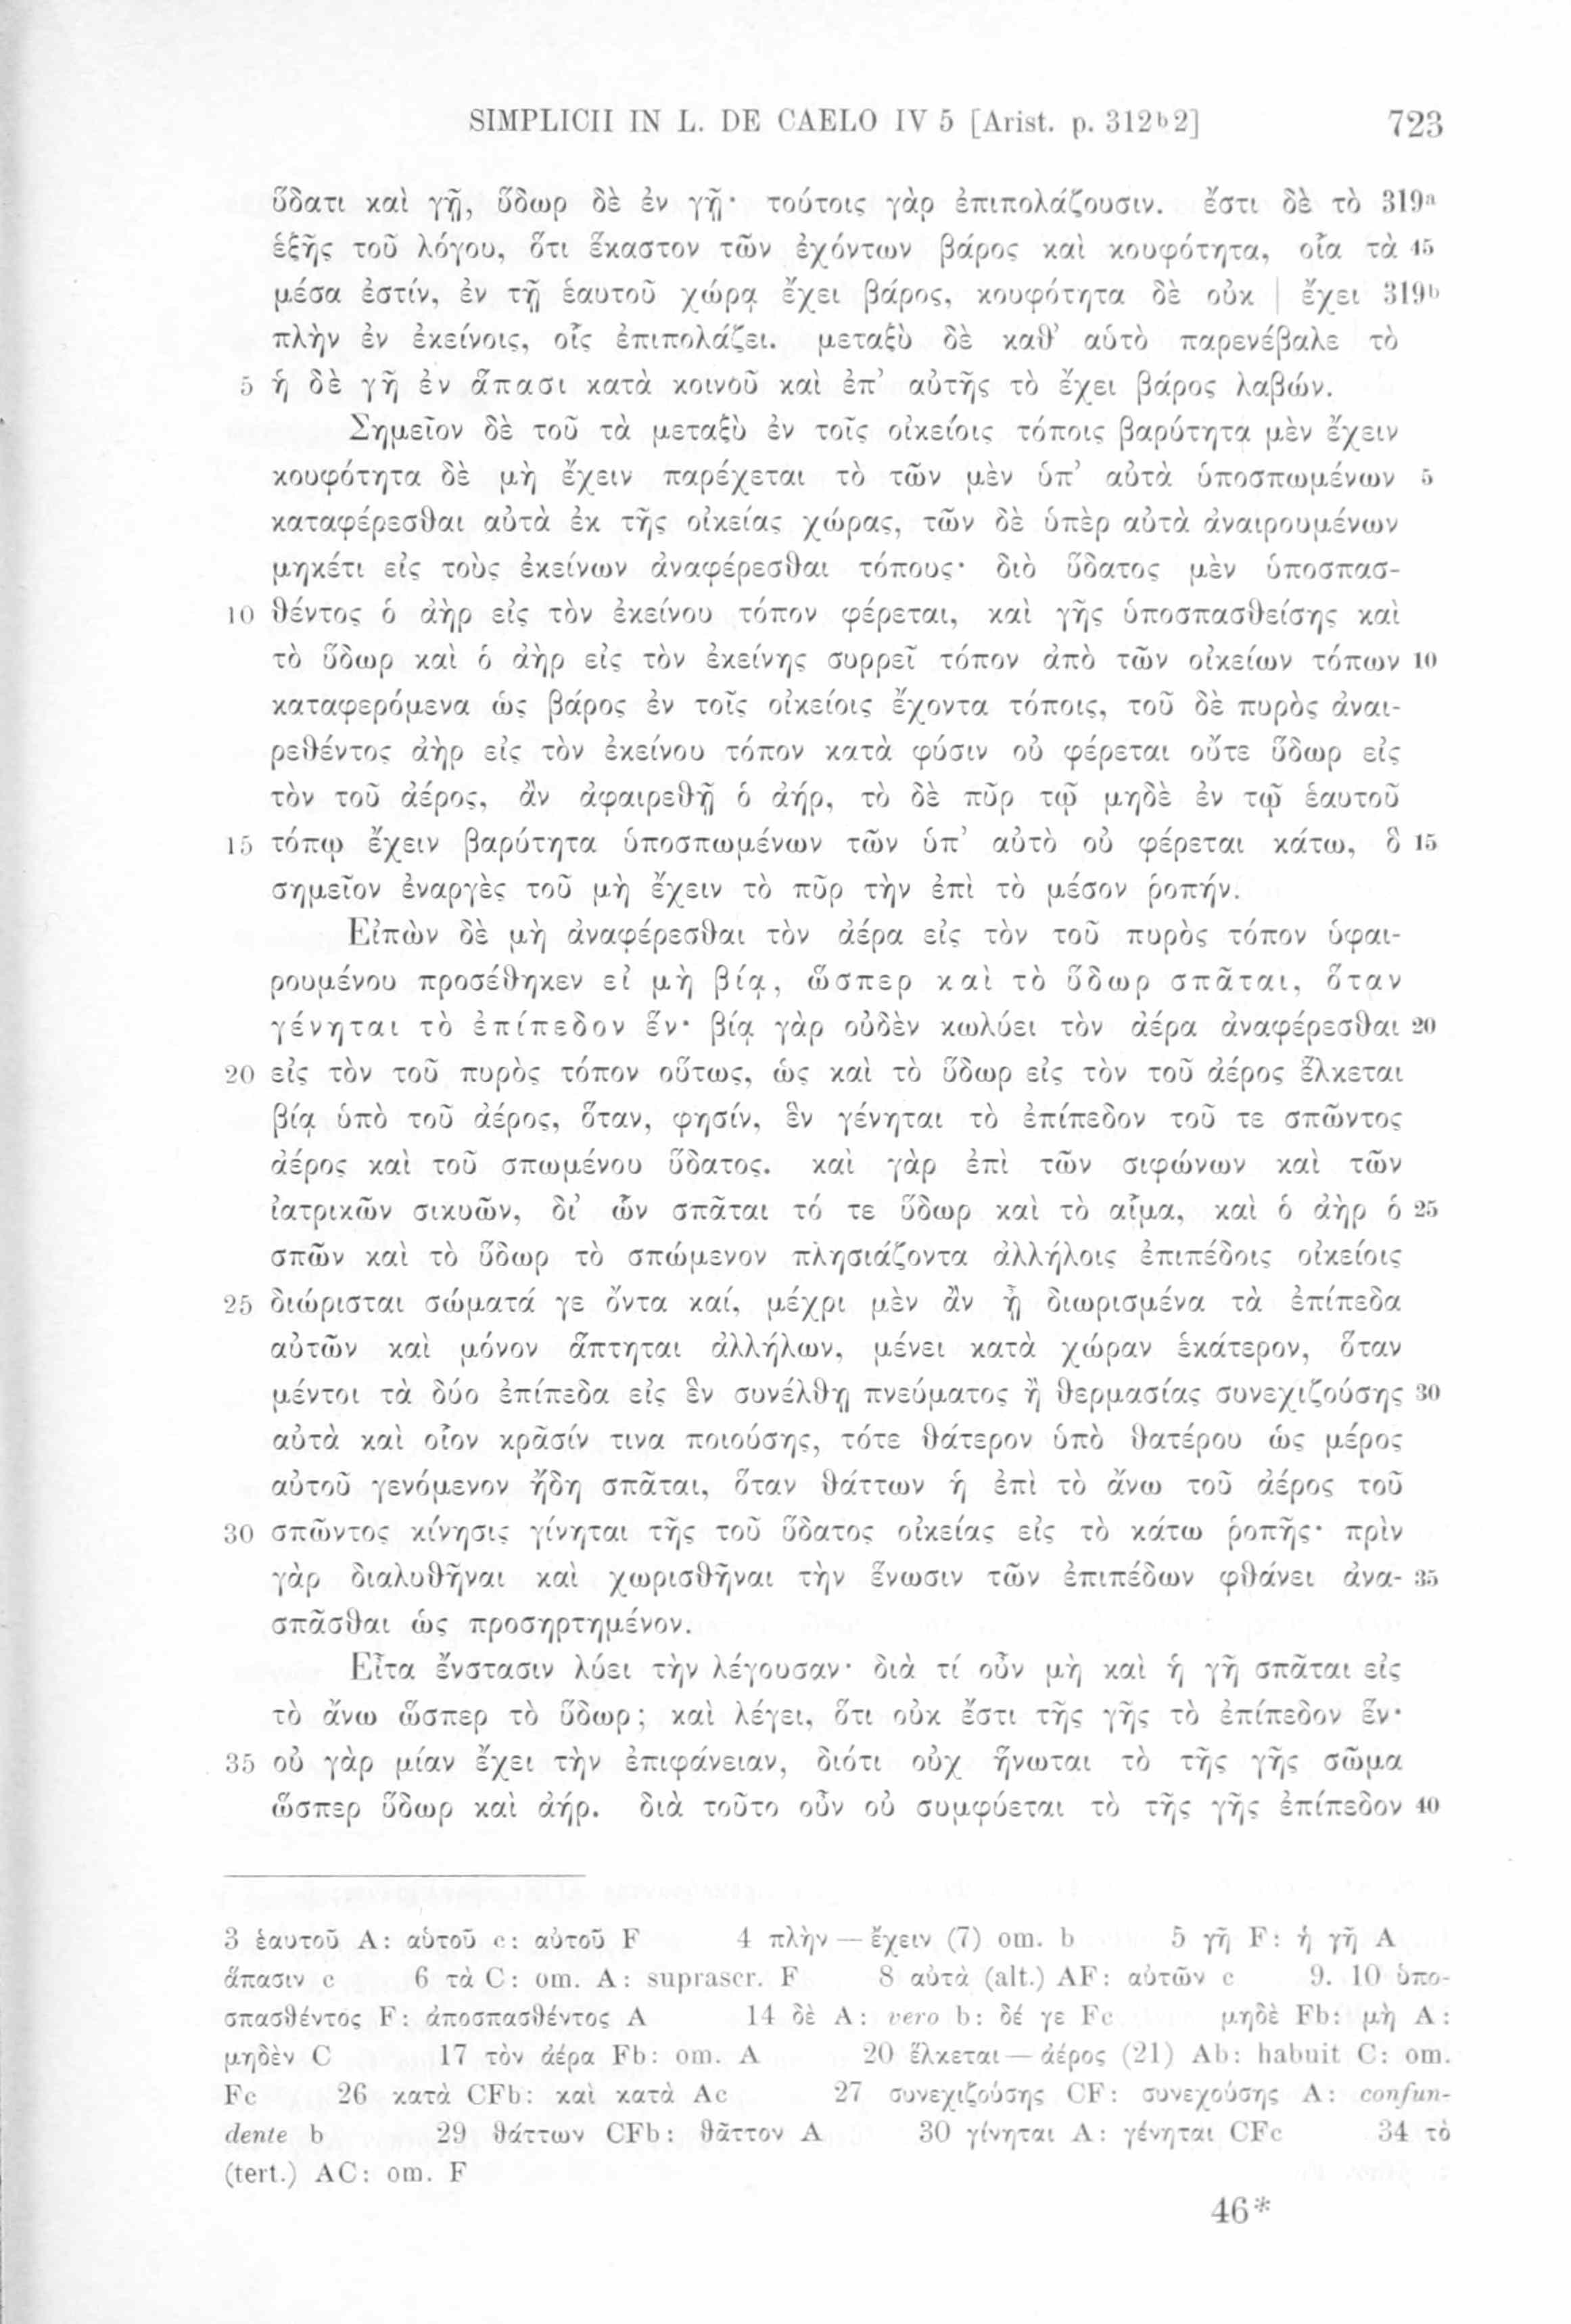 SIMPLICII IN L. DE CAELO IV 5 [Arist. p. 312ᵇ2] 723
ὕδατι καὶ γῇ, ὕδωρ δὲ ἐν γῇ· τούτοις γὰρ ἐπιπολάζουσιν. ἔστι δὲ τὸ 319ᵃ
ἑξῆς τοῦ λόγου, ὅτι ἕκαστον τῶν ἐχόντων βάρος καὶ κουφότητα, οἷα τὰ 45
μέσα ἐστίν, ἐν τῇ ἑαυτοῦ χώρᾳ ἔχει βάρος, κουφότητα δὲ οὐκ | ἔχει 319ᵇ
πλὴν ἐν ἐκείνοις, οἷς ἐπιπολάζει. μεταξὺ δὲ καθ’ αὑτὸ παρενέβαλε τὸ
5 ἡ δὲ γῆ ἐν ἅπασι κατὰ κοινοῦ καὶ ἐπ’ αὐτῆς τὸ ἔχει βάρος λαβών.
Σημεῖον δὲ τοῦ τὰ μεταξὺ ἐν τοῖς οἰκείοις τόποις βαρύτητα μὲν ἔχειν
κουφότητα δὲ μὴ ἔχειν παρέχεται τὸ τῶν μὲν ὑπ’ αὐτὰ ὑποσπωμένων 5
καταφέρεσθαι αὐτὰ ἐκ τῆς οἰκείας χώρας, τῶν δὲ ὑπὲρ αὐτὰ ἀναιρουμένων
μηκέτι εἰς τοὺς ἐκείνων ἀναφέρεσθαι τόπους· διὸ ὕδατος μὲν ὑποσπασ-
10 θέντος ὁ ἀὴρ εἰς τὸν ἐκείνου τόπον φέρεται, καὶ γῆς ὑποσπασθείσης καὶ
τὸ ὕδωρ καὶ ὁ ἀὴρ εἰς τὸν ἐκείνης συρρεῖ τόπον ἀπὸ τῶν οἰκείων τόπων 10
καταφερόμενα ὡς βάρος ἐν τοῖς οἰκείοις ἔχοντα τόποις, τοῦ δὲ πυρὸς ἀναι-
ρεθέντος ἀὴρ εἰς τὸν ἐκείνου τόπον κατὰ φύσιν οὐ φέρεται οὔτε ὕδωρ εἰς
τὸν τοῦ ἀέρος, ἂν ἀφαιρεθῇ ὁ ἀήρ, τὸ δὲ πῦρ τῷ μηδὲ ἐν τῷ ἑαυτοῦ
15 τόπῳ ἔχειν βαρύτητα ὑποσπωμένων τῶν ὑπ’ αὐτὸ οὐ φέρεται κάτω, ὃ 15
σημεῖον ἐναργὲς τοῦ μὴ ἔχειν τὸ πῦρ τὴν ἐπὶ τὸ μέσον ῥοπήν.
Εἰπὼν δὲ μὴ ἀναφέρεσθαι τὸν ἀέρα εἰς τὸν τοῦ πυρὸς τόπον ὑφαι-
ρουμένου προσέθηκεν εἰ μὴ βίᾳ, ὥσπερ καὶ τὸ ὕδωρ σπᾶται, ὅταν
γένηται τὸ ἐπίπεδον ἕν· βίᾳ γὰρ οὐδὲν κωλύει τὸν ἀέρα ἀναφέρεσθαι 20
20 εἰς τὸν τοῦ πυρὸς τόπον οὕτως, ὡς καὶ τὸ ὕδωρ εἰς τὸν τοῦ ἀέρος ἕλκεται
βίᾳ ὑπὸ τοῦ ἀέρος, ὅταν, φησίν, ἓν γένηται τὸ ἐπίπεδον τοῦ τε σπῶντος
ἀέρος καὶ τοῦ σπωμένου ὕδατος. καὶ γὰρ ἐπὶ τῶν σιφώνων καὶ τῶν
ἰατρικῶν σικυῶν, δι’ ὧν σπᾶται τό τε ὕδωρ καὶ τὸ αἷμα, καὶ ὁ ἀὴρ ὁ 25
σπῶν καὶ τὸ ὕδωρ τὸ σπώμενον πλησιάζοντα ἀλλήλοις ἐπιπέδοις οἰκείοις
25 διώρισται σώματά γε ὄντα καί, μέχρι μὲν ἂν ᾖ διωρισμένα τὰ ἐπίπεδα
αὐτῶν καὶ μόνον ἅπτηται ἀλλήλων, μένει κατὰ χώραν ἑκάτερον, ὅταν
μέντοι τὰ δύο ἐπίπεδα εἰς ἓν συνέλθῃ πνεύματος ἢ θερμασίας συνεχιζούσης 30
αὐτὰ καὶ οἷον κρᾶσίν τινα ποιούσης, τότε θάτερον ὑπὸ θατέρου ὡς μέρος
αὐτοῦ γενόμενον ἤδη σπᾶται, ὅταν θάττων ἡ ἐπὶ τὸ ἄνω τοῦ ἀέρος τοῦ
30 σπῶντος κίνησις γίνηται τῆς τοῦ ὕδατος οἰκείας εἰς τὸ κάτω ῥοπῆς· πρὶν
γὰρ διαλυθῆναι καὶ χωρισθῆναι τὴν ἕνωσιν τῶν ἐπιπέδων φθάνει ἀνα- 35
σπᾶσθαι ὡς προσηρτημένον.
Εἶτα ἔνστασιν λύει τὴν λέγουσαν· διὰ τί οὖν μὴ καὶ ἡ γῆ σπᾶται εἰς
τὸ ἄνω ὥσπερ τὸ ὕδωρ; καὶ λέγει, ὅτι οὐκ ἔστι τῆς γῆς τὸ ἐπίπεδον ἕν·
35 οὐ γὰρ μίαν ἔχει τὴν ἐπιφάνειαν, διότι οὐχ ἥνωται τὸ τῆς γῆς σῶμα
ὥσπερ ὕδωρ καὶ ἀήρ. διὰ τοῦτο οὖν οὐ συμφύεται τὸ τῆς γῆς ἐπίπεδον 40
3 ἑαυτοῦ A: αὑτοῦ c: αὐτοῦ F 4 πλὴν — ἔχειν (7) om. b 5 γῆ F: ἡ γῆ A
ἅπασιν c 6 τὰ C: om. A: suprascr. F 8 αὐτὰ (alt.) AF: αὐτῶν c 9. 10 ὑπο-
σπασθέντος F: ἀποσπασθέντος A 14 δὲ A: vero b: δέ γε Fc μηδὲ Fb: μὴ A:
μηδὲν C 17 τὸν ἀέρα Fb: om. A 20 ἕλκεται — ἀέρος (21) Ab: habuit C: om.
Fc 26 κατὰ CFb: καὶ κατὰ Ac 27 συνεχιζούσης CF: συνεχούσης A: confun-
dente b 29 θάττων CFb: θᾶττον A 30 γίνηται A: γένηται CFc 34 τὸ
(tert.) AC: om. F
46*